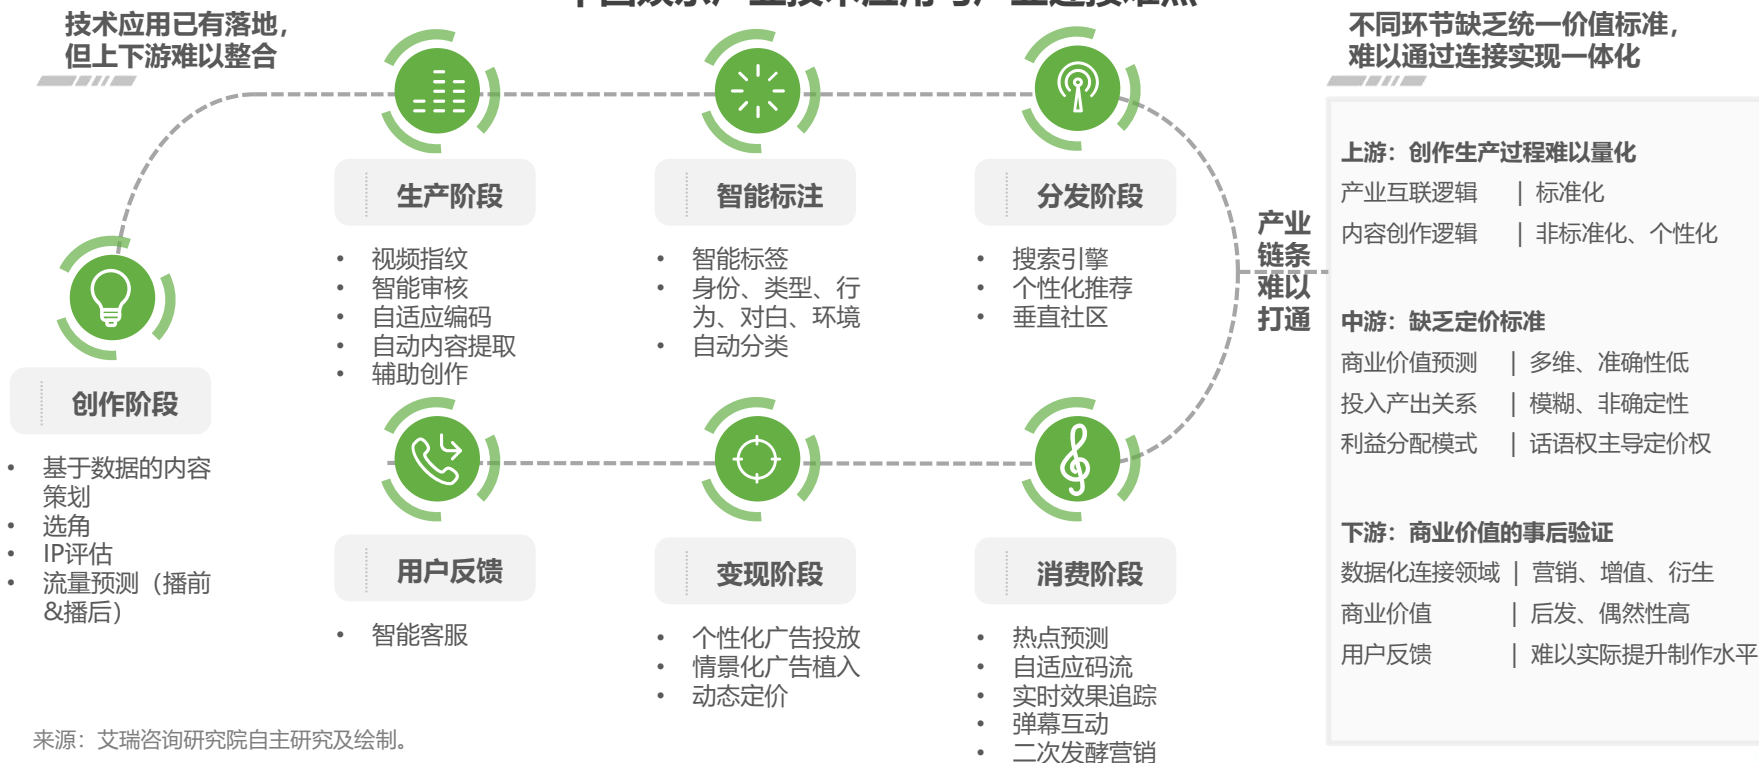 中国娱乐产业技术应用与产业连接难点
技术应用已有落地，
但上下游难以整合
不同环节缺乏统一价值标准，
难以通过连接实现一体化
创作阶段
• 基于数据的内容
策划
• 选角
• IP评估
• 流量预测（播前
&播后）
生产阶段
• 视频指纹
• 智能审核
• 自适应编码
• 自动内容提取
• 辅助创作
智能标注
• 智能标签
• 身份、类型、行
为、对白、环境
• 自动分类
分发阶段
• 搜索引擎
• 个性化推荐
• 垂直社区
用户反馈
• 智能客服
变现阶段
• 个性化广告投放
• 情景化广告植入
• 动态定价
消费阶段
• 热点预测
• 自适应码流
• 实时效果追踪
• 弹幕互动
• 二次发酵营销
产业
链条
难以
打通
上游：创作生产过程难以量化
产业互联逻辑 | 标准化
内容创作逻辑 | 非标准化、个性化
中游：缺乏定价标准
商业价值预测 | 多维、准确性低
投入产出关系 | 模糊、非确定性
利益分配模式 | 话语权主导定价权
下游：商业价值的事后验证
数据化连接领域 | 营销、增值、衍生
商业价值 | 后发、偶然性高
用户反馈 | 难以实际提升制作水平
来源：艾瑞咨询研究院自主研究及绘制。